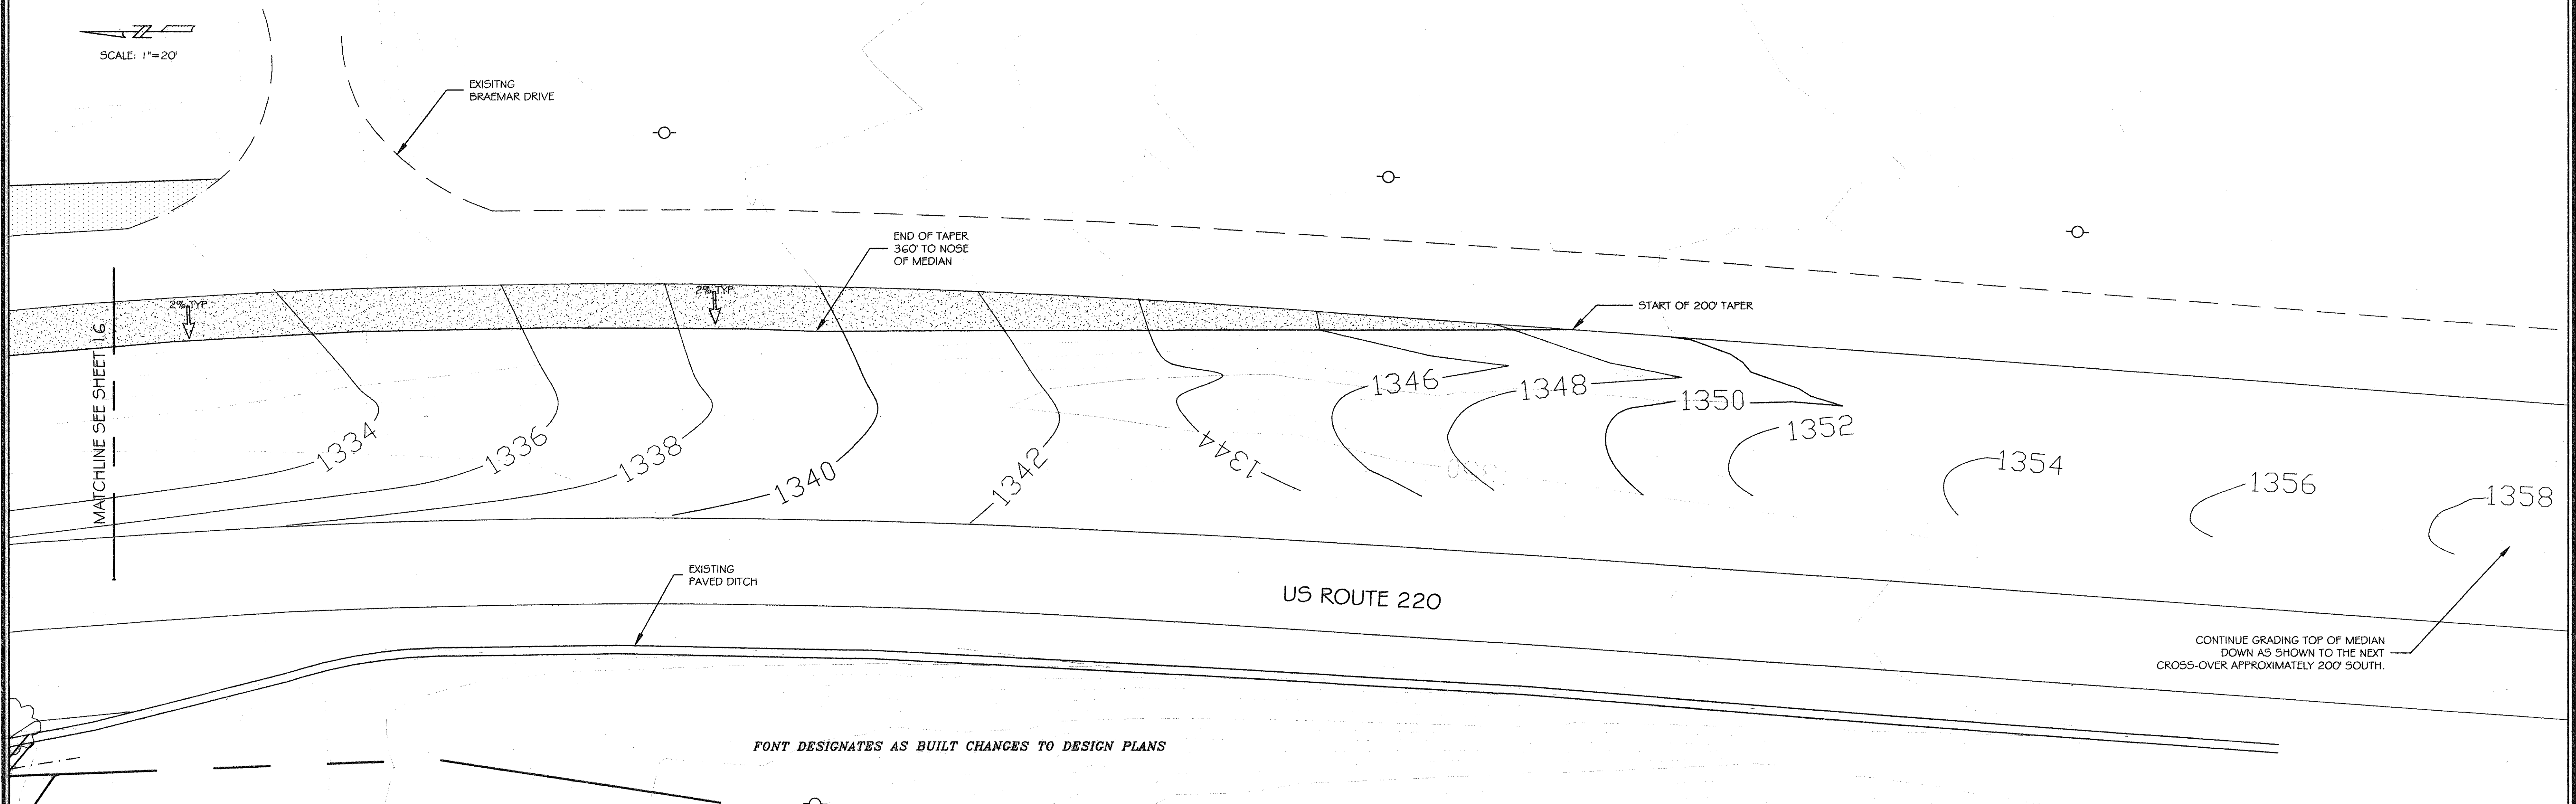 SCALE: 1"=20'
EXISITNG
BRAEMAR DRIVE
END OF TAPER
360' TO NOSE
OF MEDIAN
2% TYP.
2% TYP.
START OF 200' TAPER
MATCHLINE SEE SHEET 16
1334
1336
1338
1340
1342
1344
1346
1348
1350
1352
1354
1356
1358
EXISTING
PAVED DITCH
US ROUTE 220
CONTINUE GRADING TOP OF MEDIAN
DOWN AS SHOWN TO THE NEXT
CROSS-OVER APPROXIMATELY 200' SOUTH.
FONT DESIGNATES AS BUILT CHANGES TO DESIGN PLANS